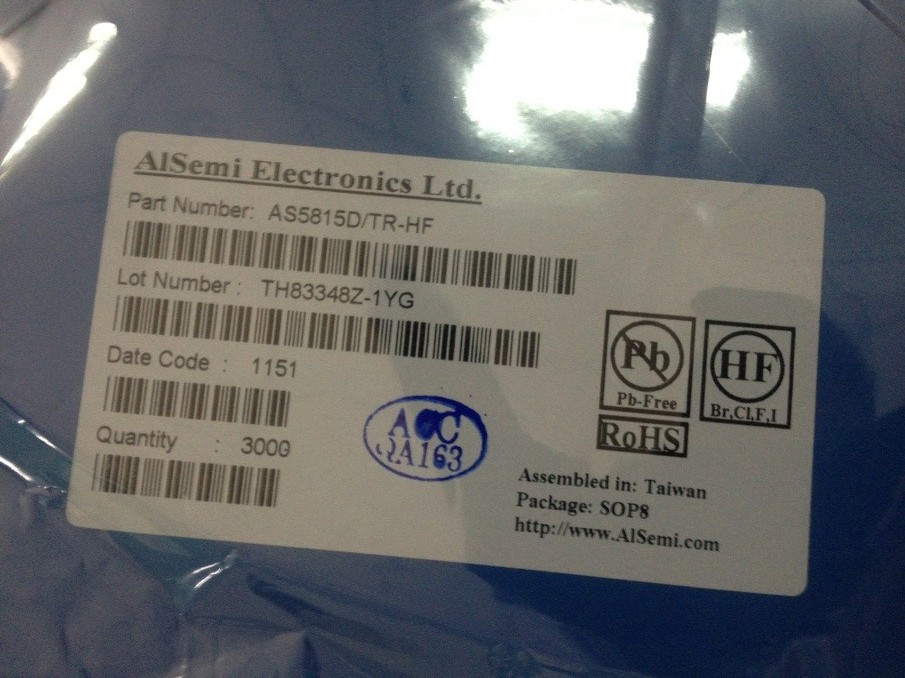 AlSemi Electronics Ltd.
Part Number: AS5815D/TR-HF
Lot Number : TH83348Z-1YG
Date Code : 1151
Quantity : 3000
Pb
Pb-Free
HF
Br,Cl,F,I
RoHS
QA163
Assembled in: Taiwan
Package: SOP8
http://www.AlSemi.com